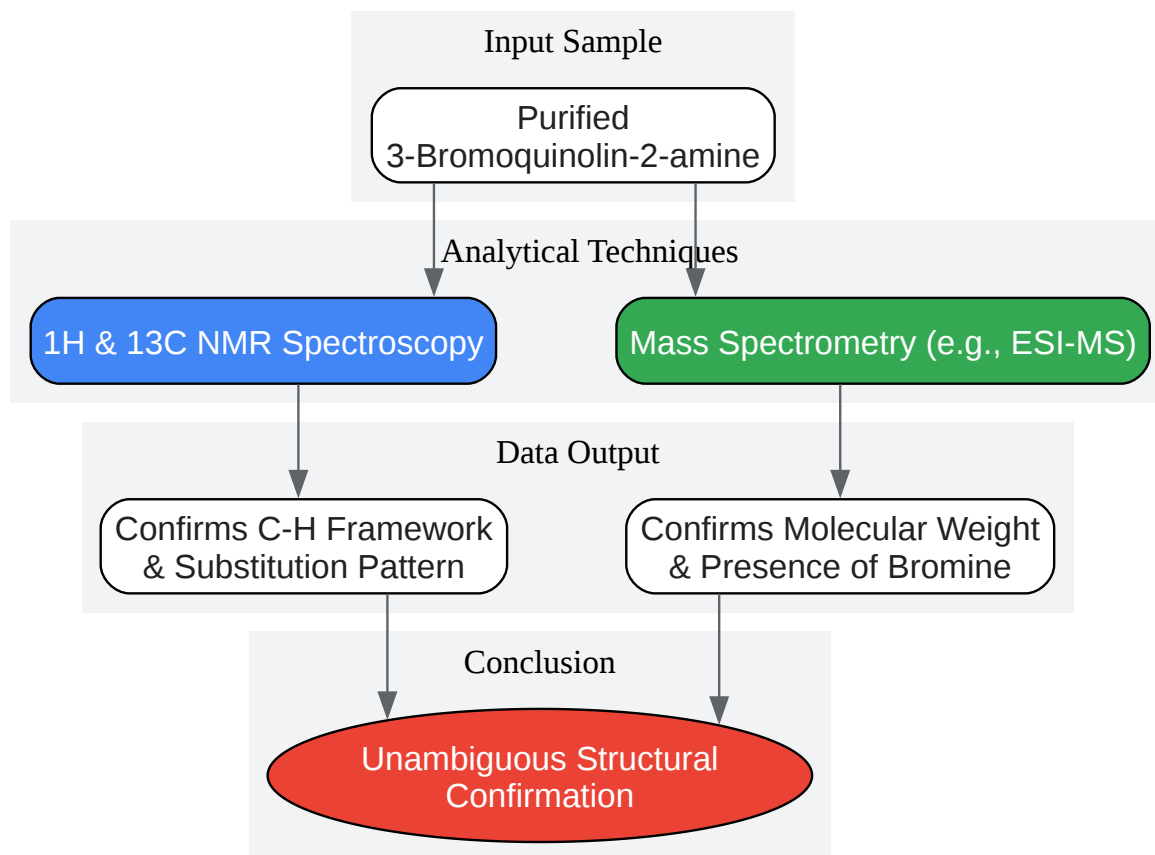 Input Sample
Purified
3-Bromoquinolin-2-amine
Analytical Techniques
1H & 13C NMR Spectroscopy
Mass Spectrometry (e.g., ESI-MS)
Data Output
Confirms C-H Framework
& Substitution Pattern
Confirms Molecular Weight
& Presence of Bromine
Conclusion
Unambiguous Structural
Confirmation